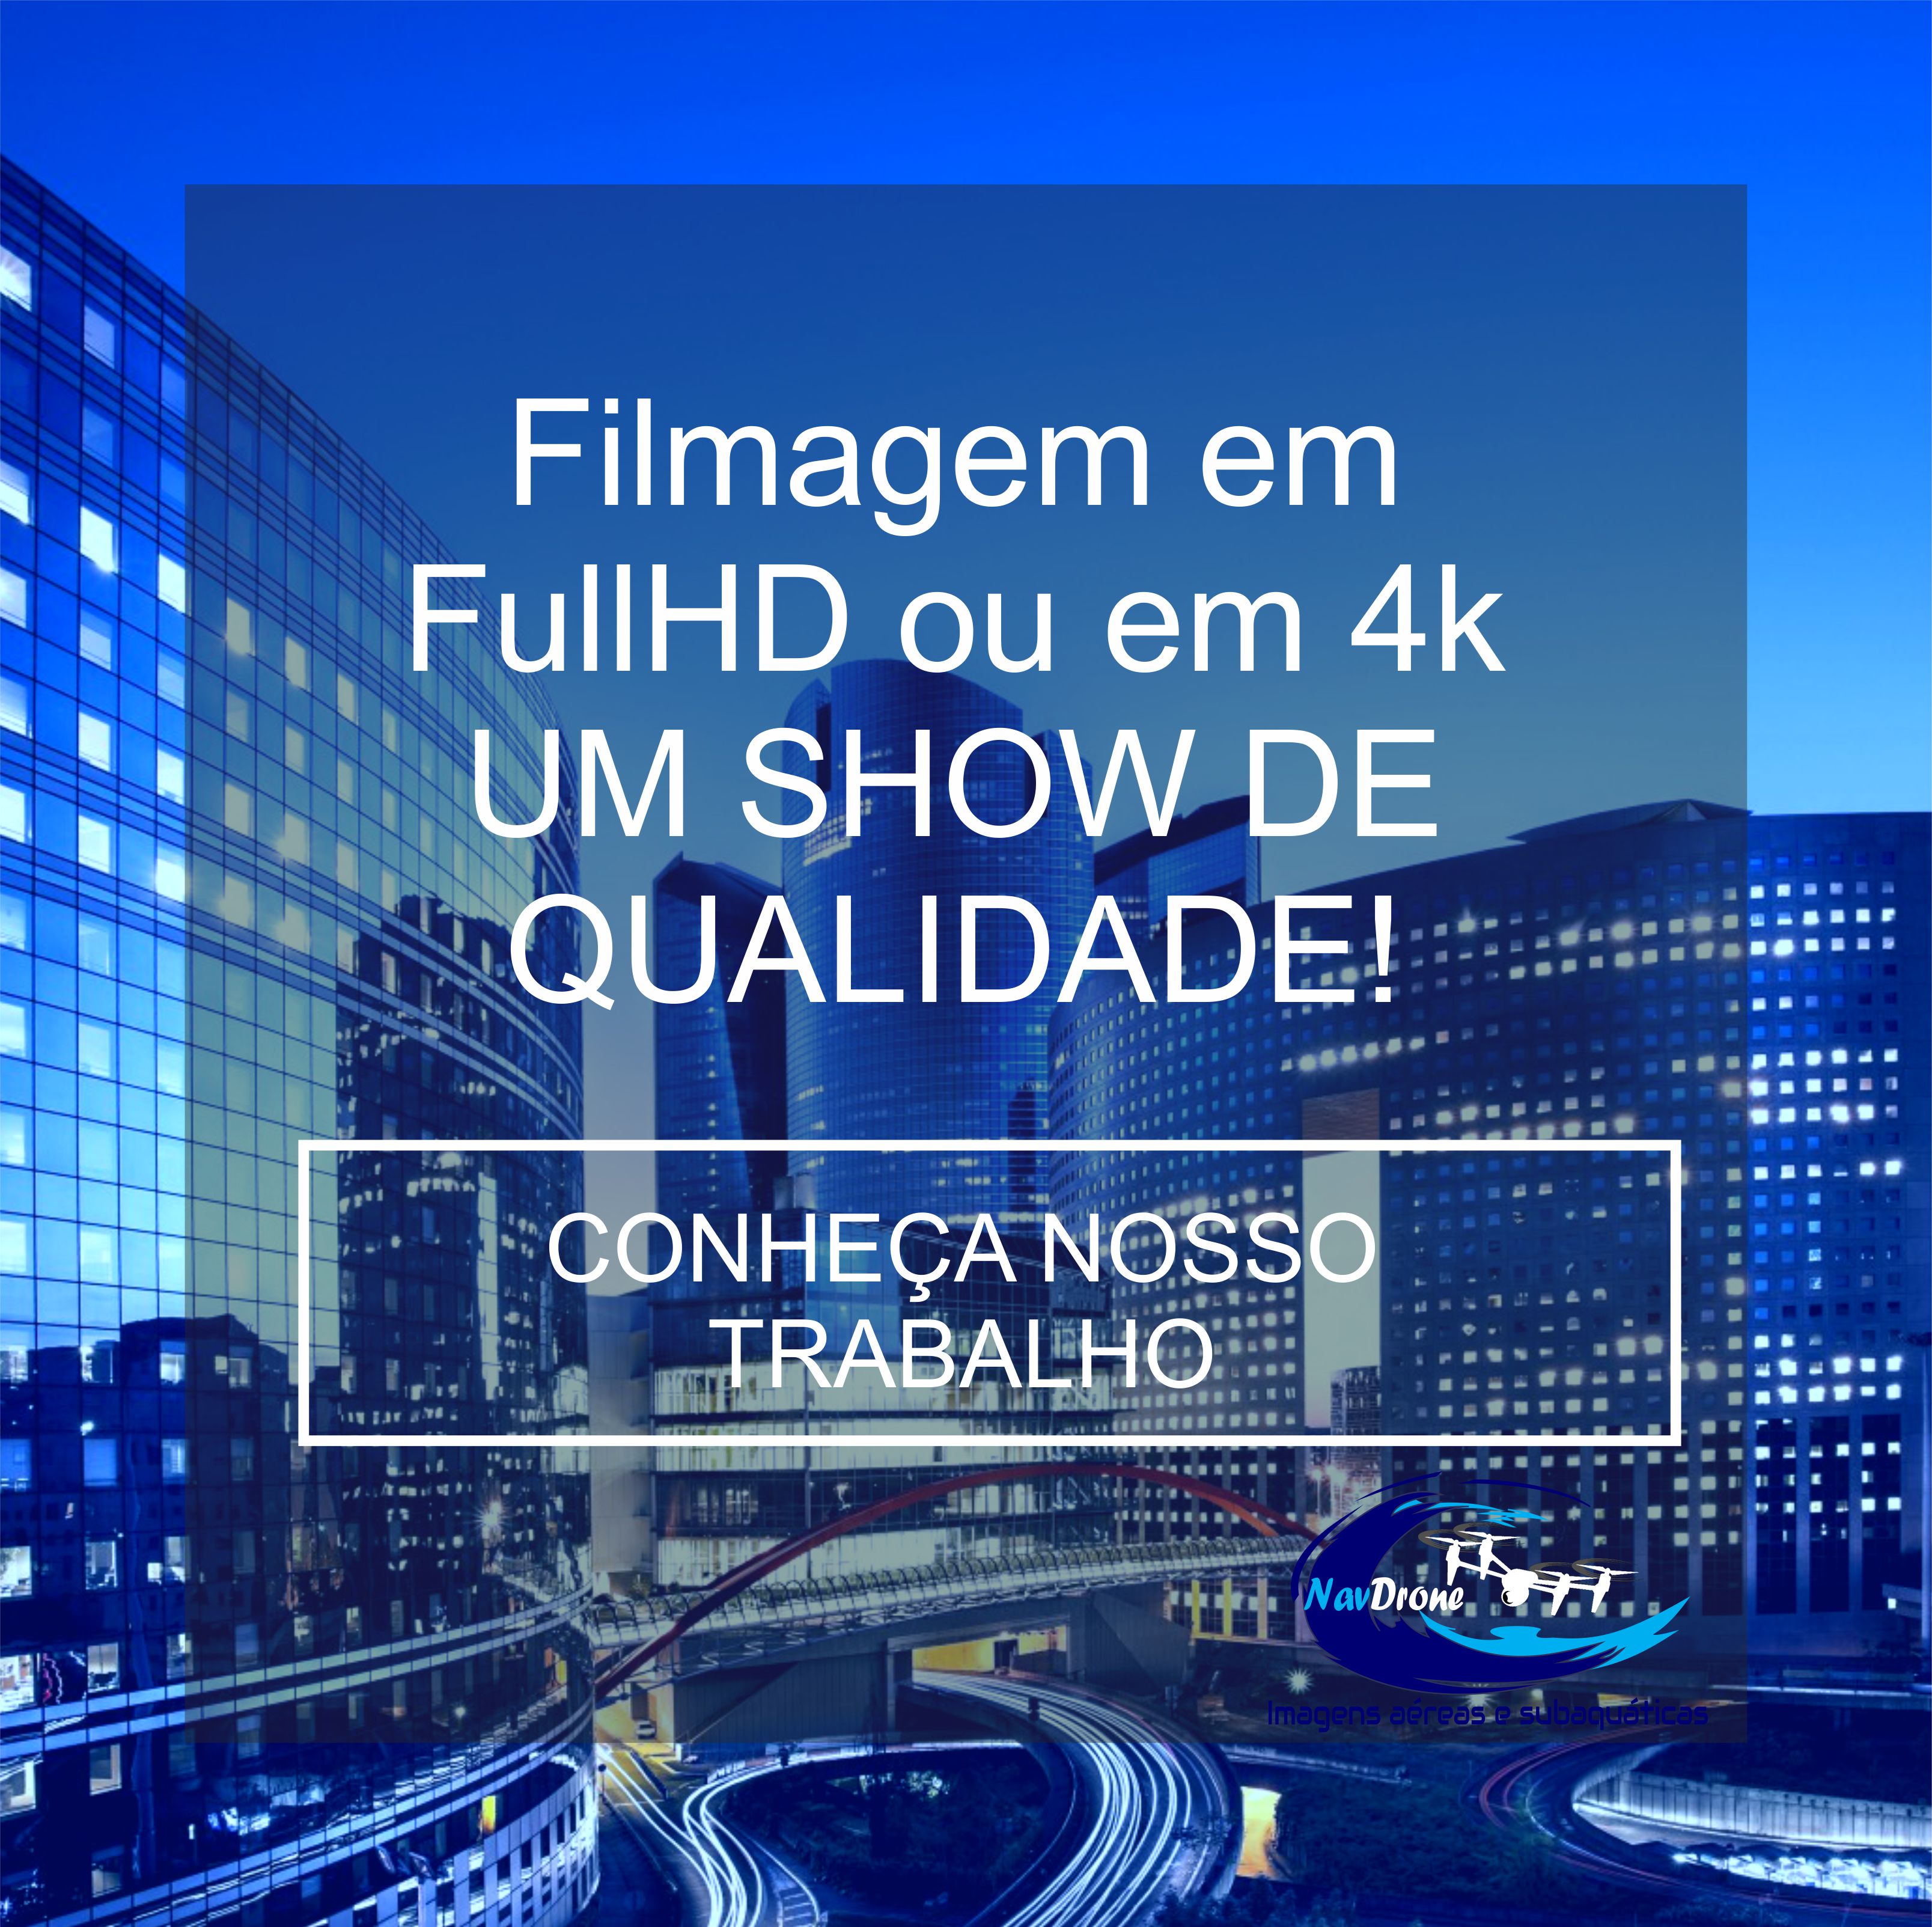 Filmagem em
FullHD ou em 4k
UM SHOW DE
QUALIDADE!
CONHEÇA NOSSO
TRABALHO
NavDrone
Imagens aéreas e subaquáticas